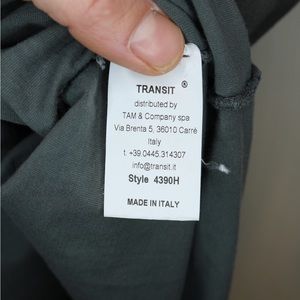 TRANSIT ®
distributed by
TAM & Company spa
Via Brenta 5, 36010 Carré
Italy
t. +39.0445.314307
info@transit.it
Style 4390H
MADE IN ITALY